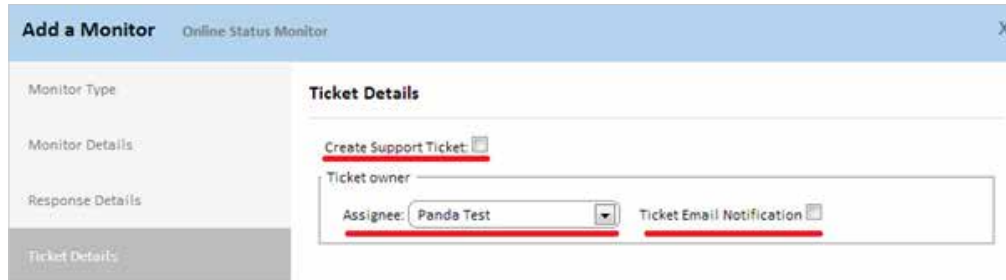 Add a Monitor Online Status Monitor X
Monitor Type
Ticket Details
Monitor Details
Create Support Ticket:
Ticket owner
Response Details
Assignee: Panda Test Ticket Email Notification
Ticket Details